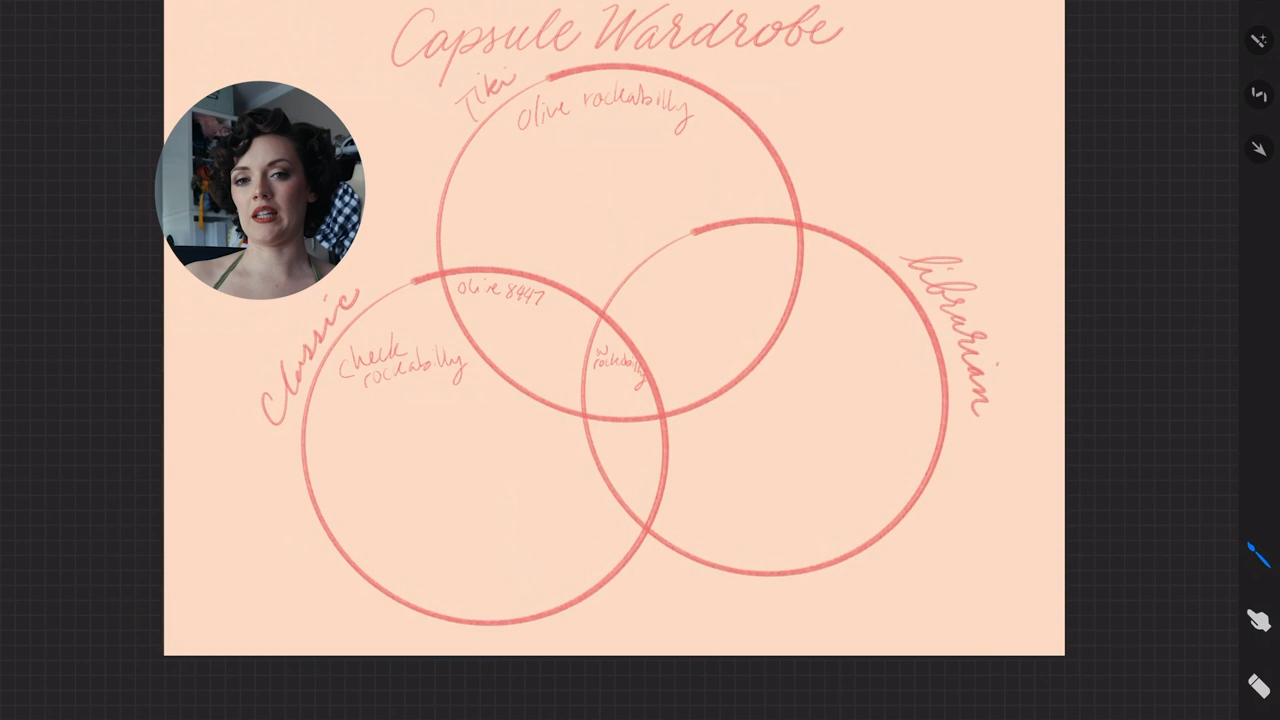 Capsule Wardrobe
Tiki
Olive rockabilly
librarian
Classic
olive 8447
check
rockabilly
w
rockabilly